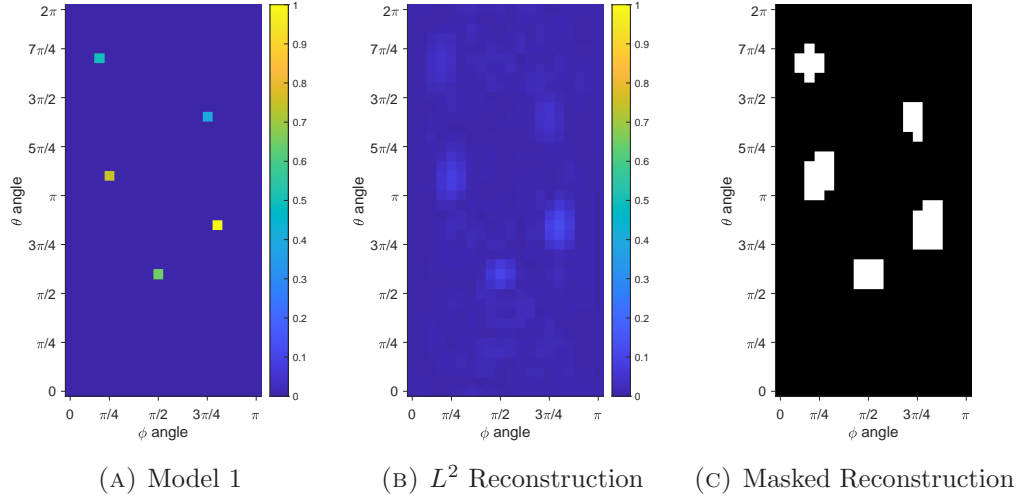 2π
7π/4
3π/2
5π/4
π
3π/4
π/2
π/4
0
θ angle
0 π/4 π/2 3π/4 π
ϕ angle
1
0.9
0.8
0.7
0.6
0.5
0.4
0.3
0.2
0.1
0
(A) Model 1
2π
7π/4
3π/2
5π/4
π
3π/4
π/2
π/4
0
θ angle
0 π/4 π/2 3π/4 π
ϕ angle
1
0.9
0.8
0.7
0.6
0.5
0.4
0.3
0.2
0.1
0
(B) L² Reconstruction
2π
7π/4
3π/2
5π/4
π
3π/4
π/2
π/4
0
θ angle
0 π/4 π/2 3π/4 π
ϕ angle
(C) Masked Reconstruction